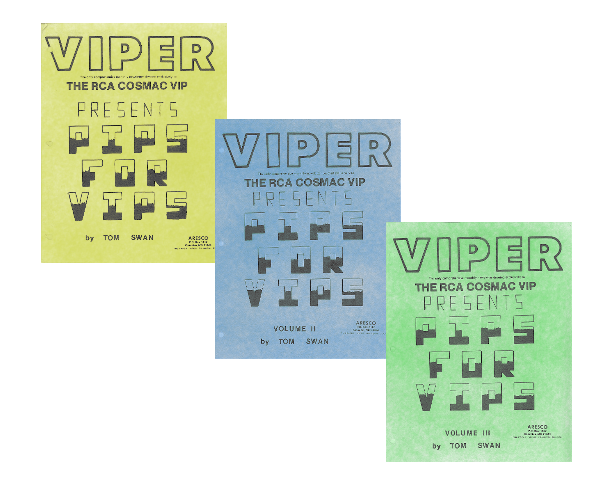 VIPER
THE RCA COSMAC VIP
PRESENTS
PIPS
FOR
VIPS
by TOM SWAN
ARESCO
VIPER
THE RCA COSMAC VIP
PRESENTS
PIPS
FOR
VIPS
VOLUME II
by TOM SWAN
ARESCO
VIPER
THE RCA COSMAC VIP
PRESENTS
PIPS
FOR
VIPS
VOLUME III
by TOM SWAN
ARESCO